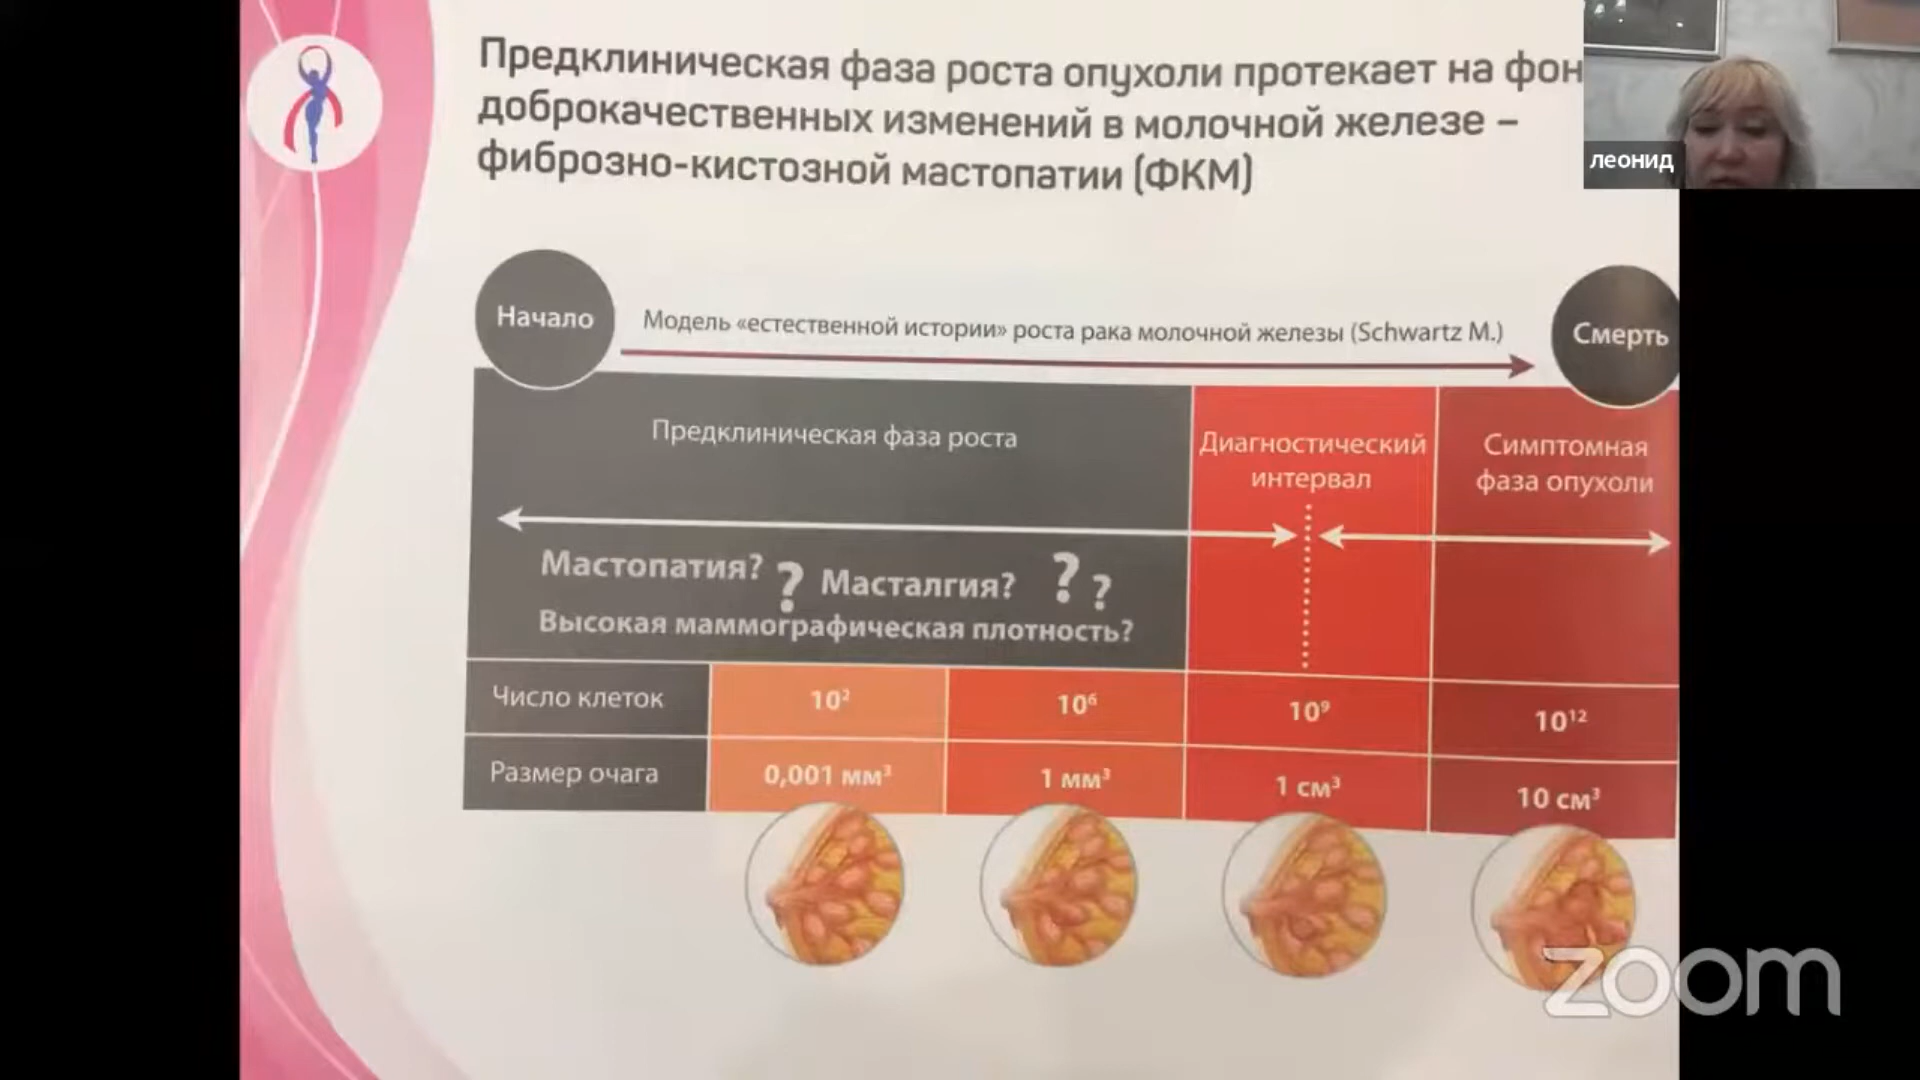 Предклиническая фаза роста опухоли протекает на фон
доброкачественных изменений в молочной железе –
фиброзно-кистозной мастопатии (ФКМ)
леонид
Начало
Модель «естественной истории» роста рака молочной железы (Schwartz M.)
Смерть
Предклиническая фаза роста
Диагностический
интервал
Симптомная
фаза опухоли
Мастопатия? ? Масталгия? ? ?
Высокая маммографическая плотность?
Число клеток 10² 10⁶ 10⁹ 10¹²
Размер очага 0,001 мм³ 1 мм³ 1 см³ 10 см³
zoom